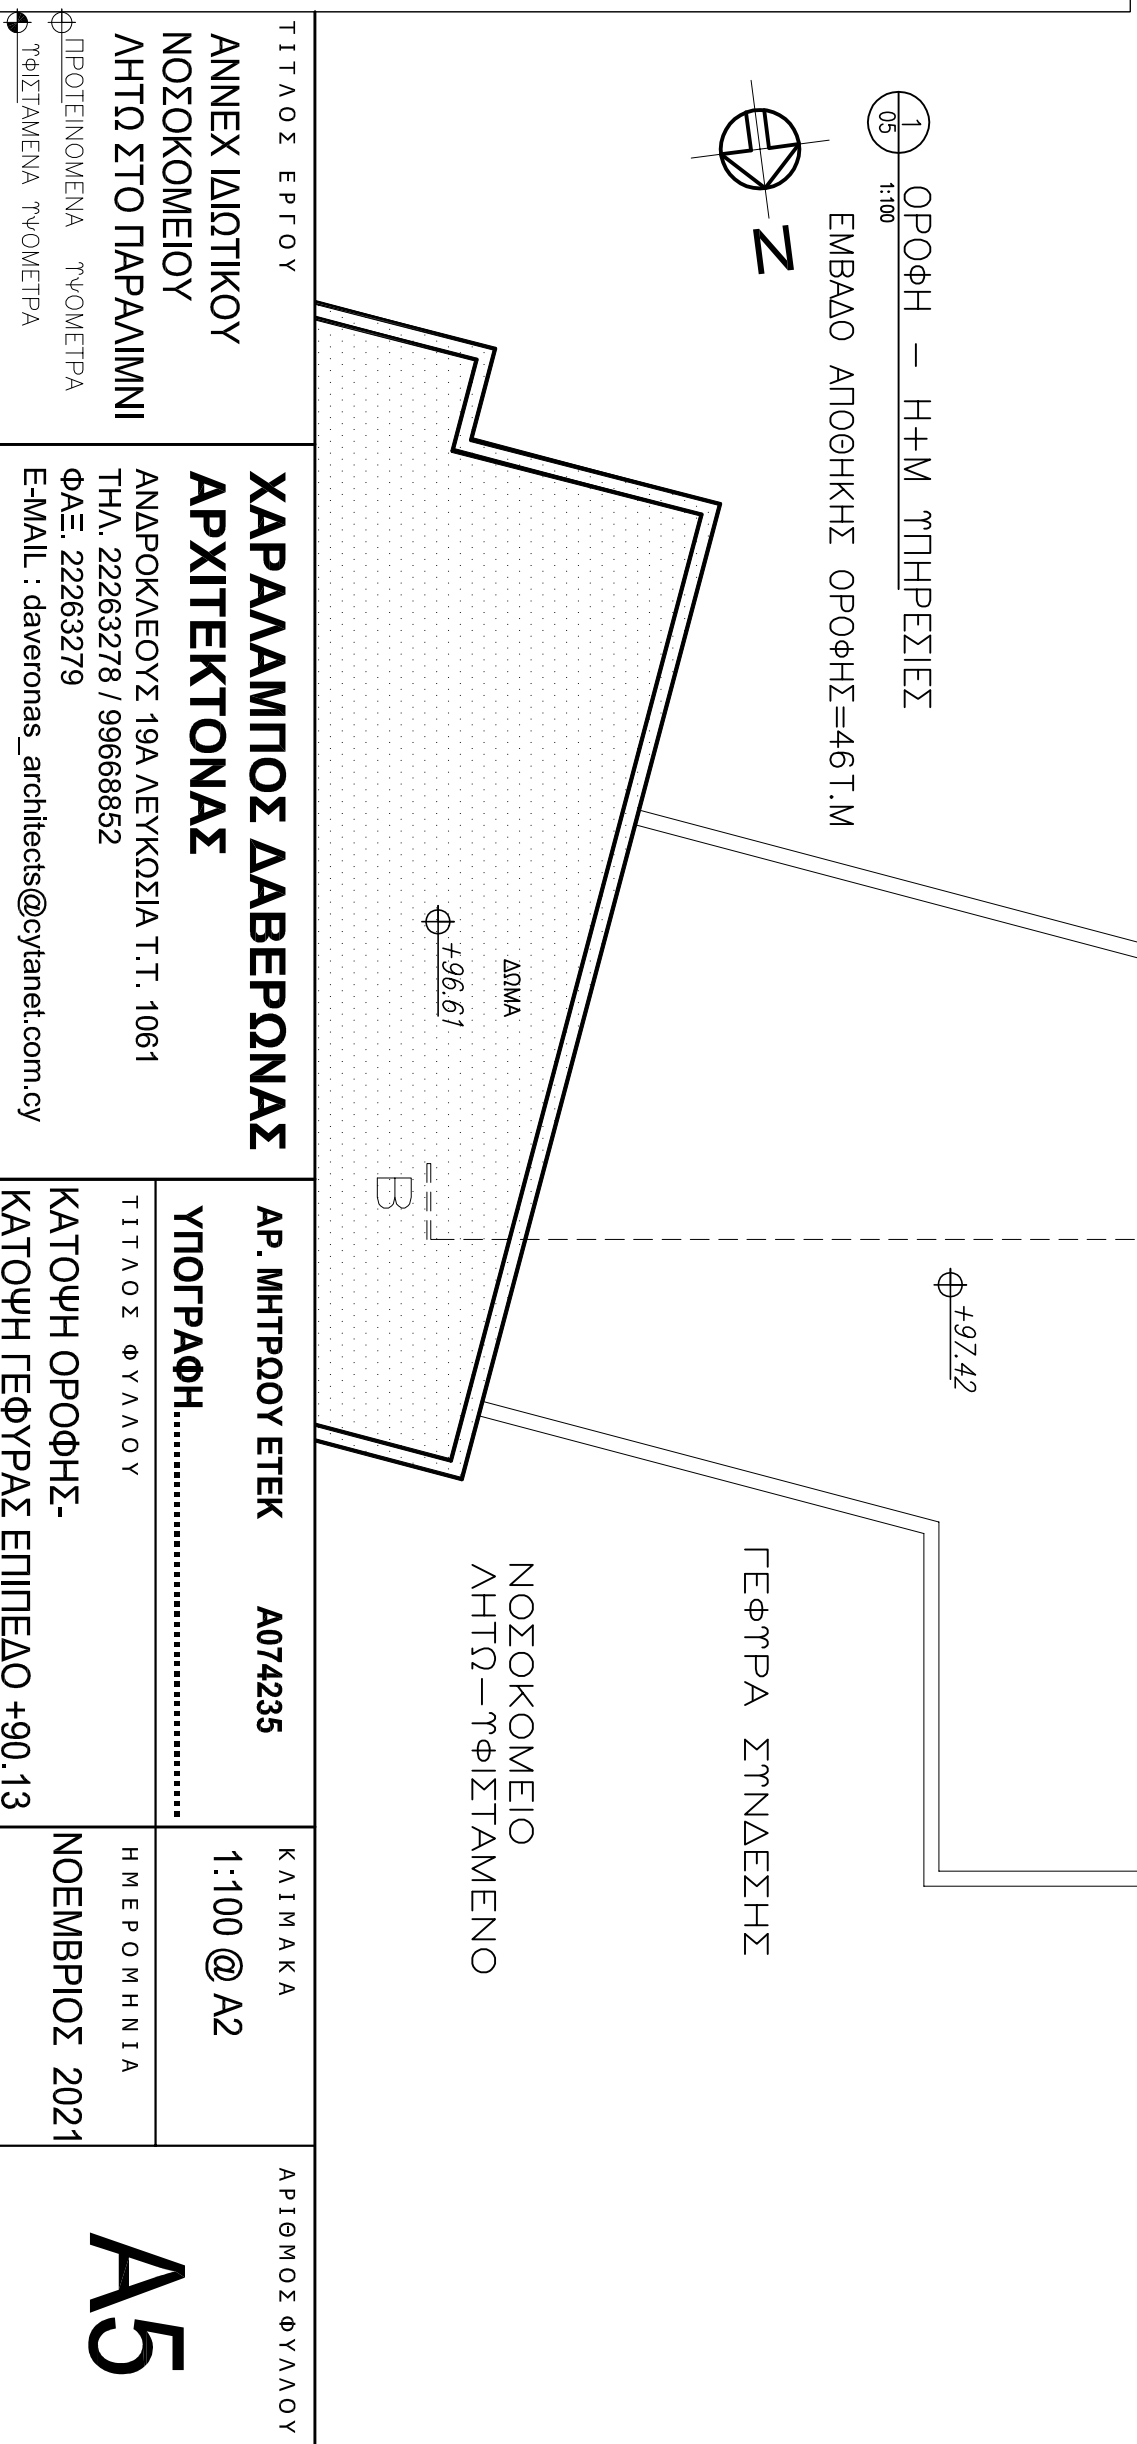 1
05
1:100
ΟΡΟΦΗ - Η+Μ ΥΠΗΡΕΣΙΕΣ
ΕΜΒΑΔΟ ΑΠΟΘΗΚΗΣ ΟΡΟΦΗΣ=46Τ.Μ
N
+97.42
ΓΕΦΥΡΑ ΣΥΝΔΕΣΗΣ
ΔΩΜΑ
+96.61
B
ΝΟΣΟΚΟΜΕΙΟ
ΛΗΤΩ-ΥΦΙΣΤΑΜΕΝΟ
ΤΙΤΛΟΣ ΕΡΓΟΥ
ΑΝΝΕΧ ΙΔΙΩΤΙΚΟΥ
ΝΟΣΟΚΟΜΕΙΟΥ
ΛΗΤΩ ΣΤΟ ΠΑΡΑΛΙΜΝΙ
ΠΡΟΤΕΙΝΟΜΕΝΑ ΥΨΟΜΕΤΡΑ
ΥΦΙΣΤΑΜΕΝΑ ΥΨΟΜΕΤΡΑ
ΧΑΡΑΛΑΜΠΟΣ ΔΑΒΕΡΩΝΑΣ
ΑΡΧΙΤΕΚΤΟΝΑΣ
ΑΝΔΡΟΚΛΕΟΥΣ 19Α ΛΕΥΚΩΣΙΑ Τ.Τ. 1061
ΤΗΛ. 22263278 / 99668852
ΦΑΞ. 22263279
E-MAIL : daveronas_architects@cytanet.com.cy
ΑΡ. ΜΗΤΡΩΟΥ ΕΤΕΚ Α074235
ΥΠΟΓΡΑΦΗ
ΤΙΤΛΟΣ ΦΥΛΛΟΥ
ΚΑΤΟΨΗ ΟΡΟΦΗΣ-
ΚΑΤΟΨΗ ΓΕΦΥΡΑΣ ΕΠΙΠΕΔΟ +90.13
ΚΛΙΜΑΚΑ
1:100 @ A2
ΗΜΕΡΟΜΗΝΙΑ
ΝΟΕΜΒΡΙΟΣ 2021
ΑΡΙΘΜΟΣ ΦΥΛΛΟΥ
A5